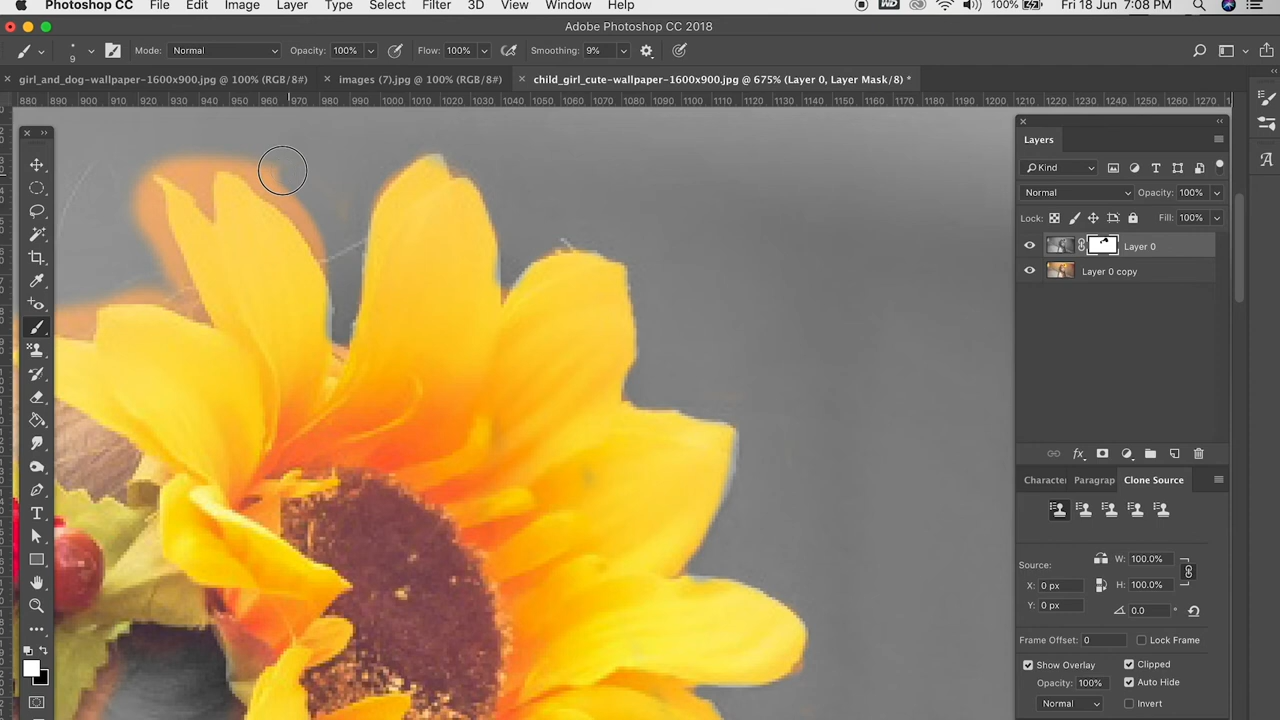 Photoshop CC File Edit Image Layer Type Select Filter 3D View Window Help 100% Fri 18 Jun 7:08 PM
Adobe Photoshop CC 2018
9 Mode: Normal Opacity: 100% Flow: 100% Smoothing: 9%
girl_and_dog-wallpaper-1600x900.jpg @ 100% (RGB/8#) images (7).jpg @ 100% (RGB/8#) child_girl_cute-wallpaper-1600x900.jpg @ 675% (Layer 0, Layer Mask/8) *
880 890 900 910 920 930 940 950 960 970 980 990 1000 1010 1020 1030 1040 1050 1060 1070 1080 1090 1100 1110 1120 1130 1140 1150 1160 1170 1180 1190 1200 1210 1220 1230 1240 1250 1260 1270
Layers
Kind
Normal Opacity: 100%
Lock: Fill: 100%
Layer 0
Layer 0 copy
fx
Characte Paragrap Clone Source
W: 100.0%
Source:
X: 0 px H: 100.0%
Y: 0 px 0.0 °
Frame Offset: 0 Lock Frame
Show Overlay Clipped
Opacity: 100% Auto Hide
Normal Invert